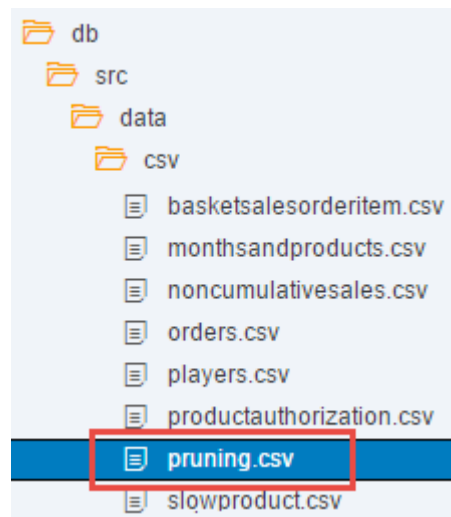 db
src
data
csv
basketsalesorderitem.csv
monthsandproducts.csv
noncumulativesales.csv
orders.csv
players.csv
productauthorization.csv
pruning.csv
slowproduct.csv